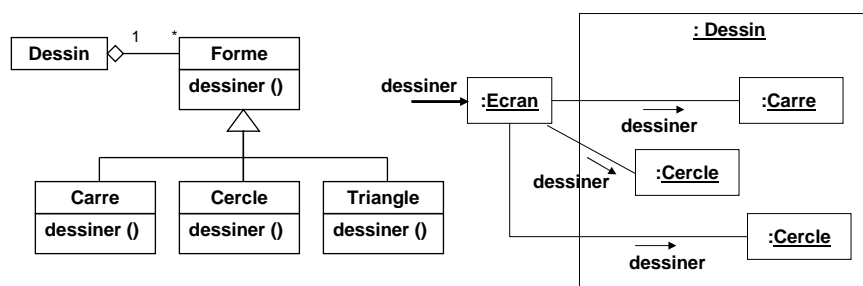 Dessin
1
*
Forme
dessiner ()
Carre
dessiner ()
Cercle
dessiner ()
Triangle
dessiner ()
: Dessin
dessiner
:Ecran
:Carre
dessiner
:Cercle
dessiner
:Cercle
dessiner